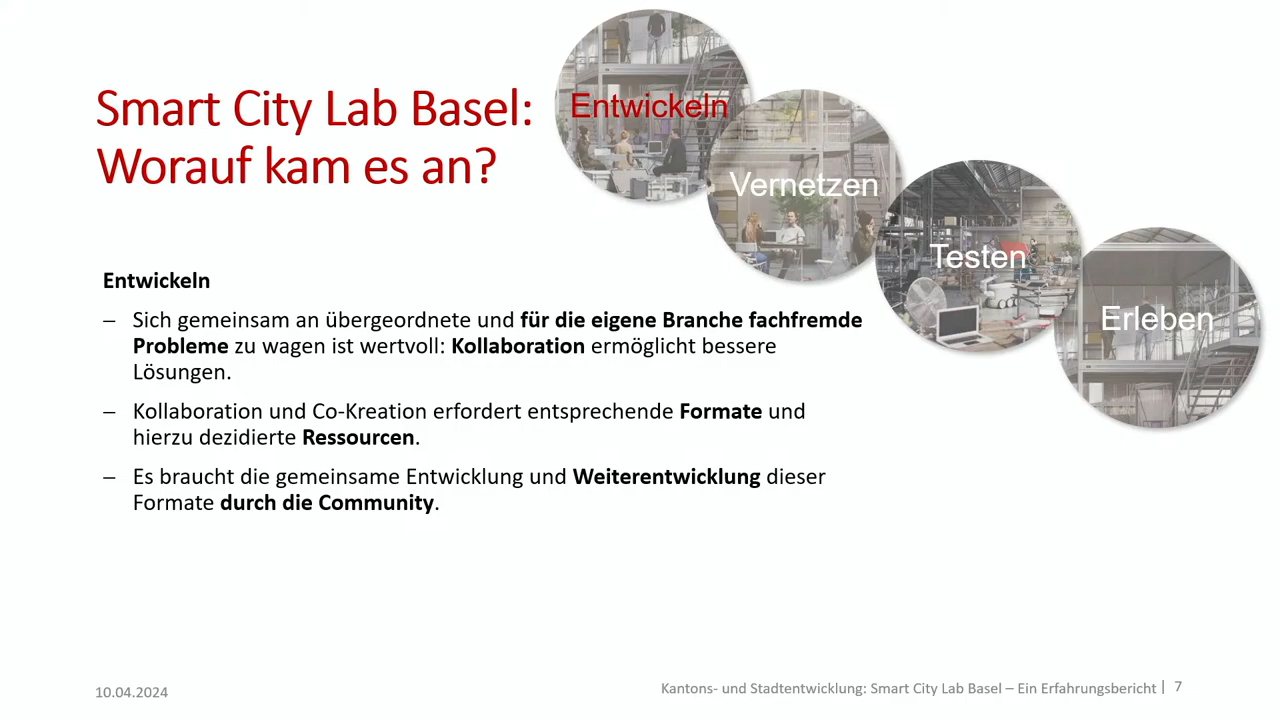 Smart City Lab Basel:
Worauf kam es an?
Entwickeln
Vernetzen
Testen
Erleben
Entwickeln
– Sich gemeinsam an übergeordnete und für die eigene Branche fachfremde
Probleme zu wagen ist wertvoll: Kollaboration ermöglicht bessere
Lösungen.
– Kollaboration und Co-Kreation erfordert entsprechende Formate und
hierzu dezidierte Ressourcen.
– Es braucht die gemeinsame Entwicklung und Weiterentwicklung dieser
Formate durch die Community.
10.04.2024
Kantons- und Stadtentwicklung: Smart City Lab Basel – Ein Erfahrungsbericht | 7